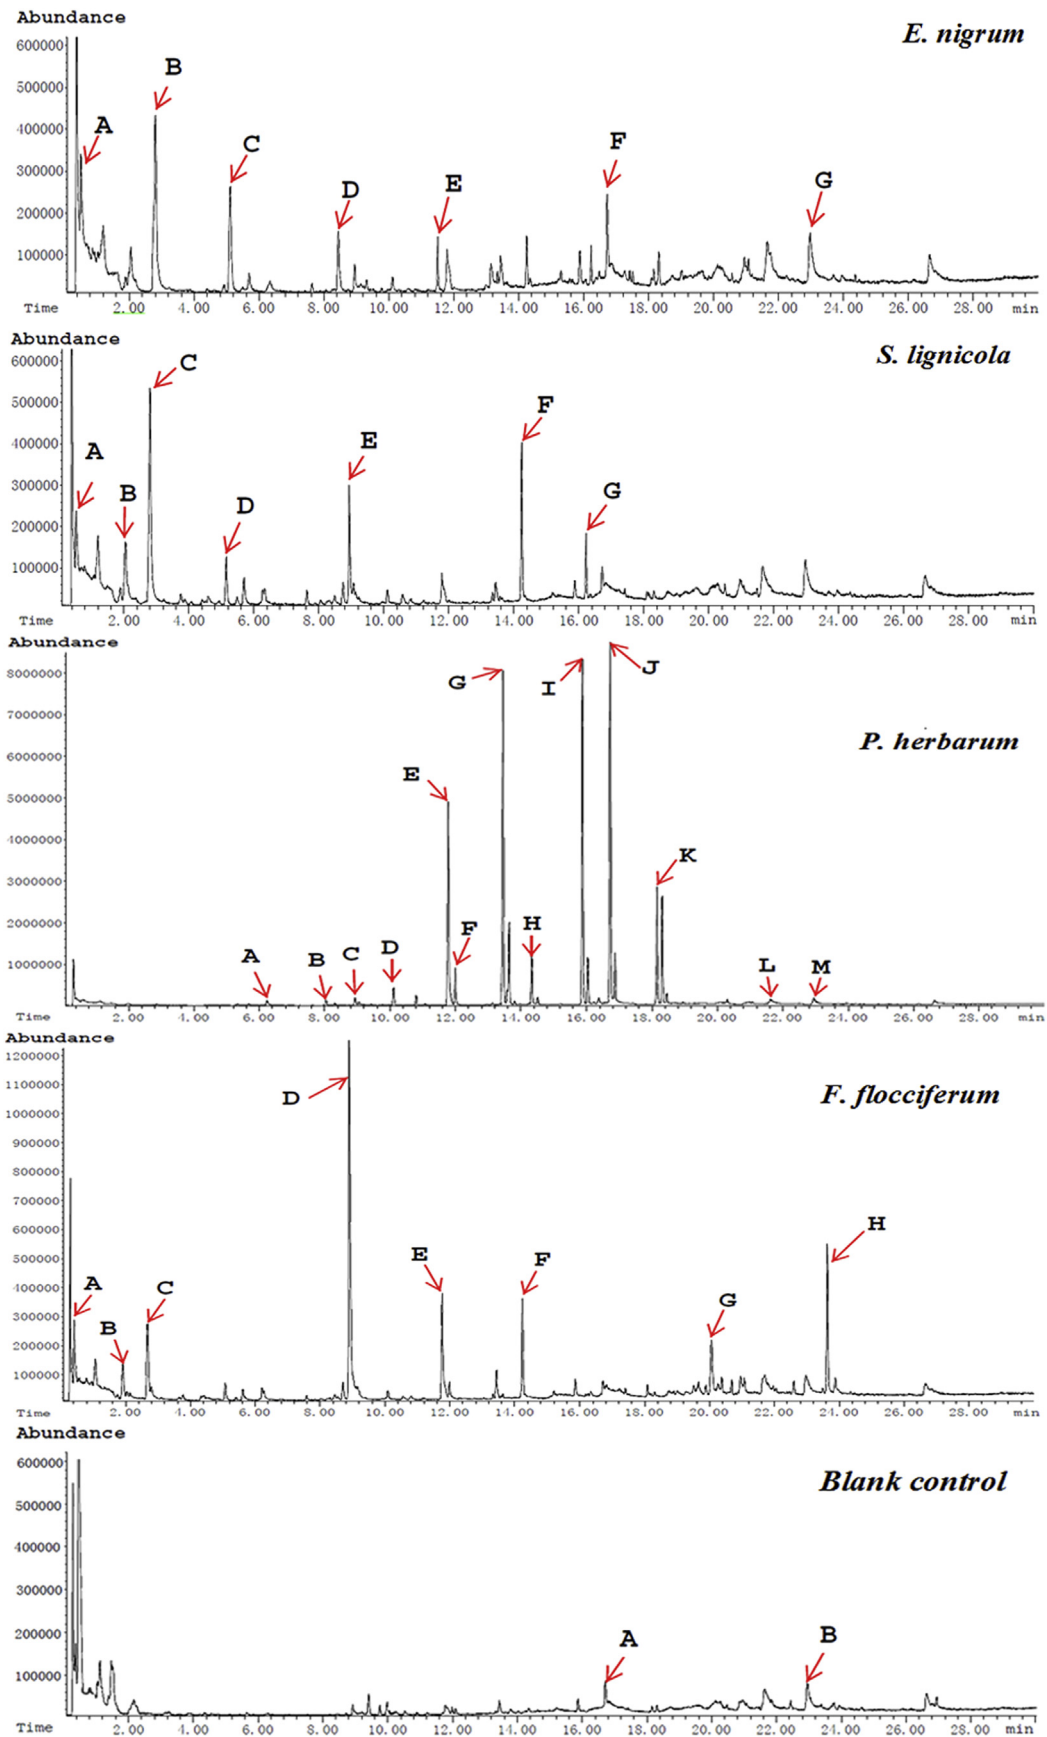 Abundance
E. nigrum
600000
500000
400000
300000
200000
100000
A
B
C
D
E
F
G
Time
2.00 4.00 6.00 8.00 10.00 12.00 14.00 16.00 18.00 20.00 22.00 24.00 26.00 28.00 min
Abundance
S. lignicola
600000
500000
400000
300000
200000
100000
A
B
C
D
E
F
G
Time
2.00 4.00 6.00 8.00 10.00 12.00 14.00 16.00 18.00 20.00 22.00 24.00 26.00 28.00 min
Abundance
P. herbarum
8000000
7000000
6000000
5000000
4000000
3000000
2000000
1000000
A
B
C
D
E
F
G
H
I
J
K
L
M
Time
2.00 4.00 6.00 8.00 10.00 12.00 14.00 16.00 18.00 20.00 22.00 24.00 26.00 28.00 min
Abundance
F. flocciferum
1200000
1100000
1000000
900000
800000
700000
600000
500000
400000
300000
200000
100000
A
B
C
D
E
F
G
H
Time
2.00 4.00 6.00 8.00 10.00 12.00 14.00 16.00 18.00 20.00 22.00 24.00 26.00 28.00 min
Abundance
Blank control
600000
500000
400000
300000
200000
100000
A
B
Time
2.00 4.00 6.00 8.00 10.00 12.00 14.00 16.00 18.00 20.00 22.00 24.00 26.00 28.00 min